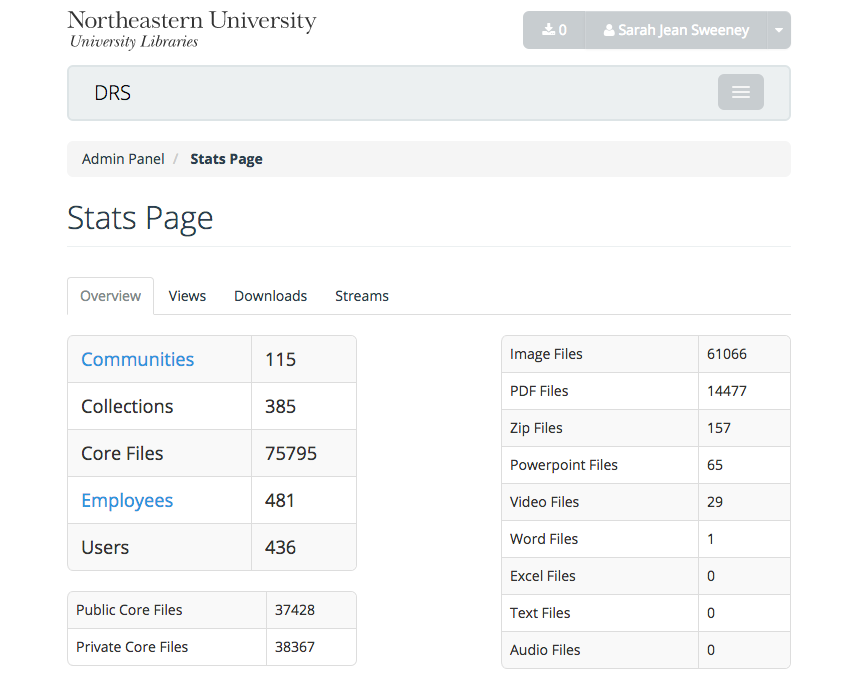 Northeastern University
University Libraries
0 Sarah Jean Sweeney
DRS
Admin Panel / Stats Page
Stats Page
Overview Views Downloads Streams
Communities 115
Collections 385
Core Files 75795
Employees 481
Users 436
Public Core Files 37428
Private Core Files 38367
Image Files 61066
PDF Files 14477
Zip Files 157
Powerpoint Files 65
Video Files 29
Word Files 1
Excel Files 0
Text Files 0
Audio Files 0